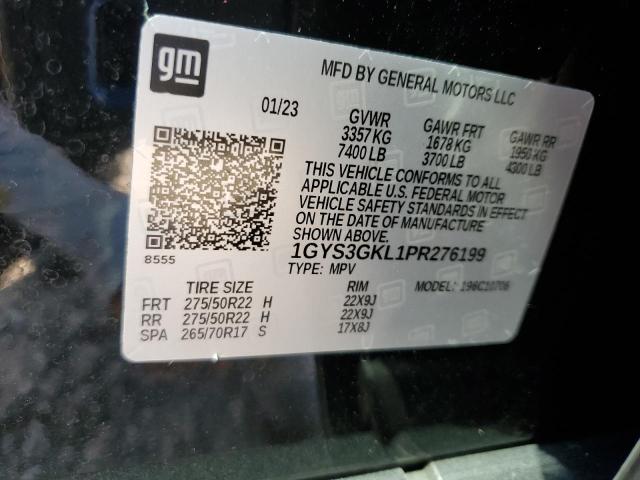 gm
MFD BY GENERAL MOTORS LLC
01/23
GVWR GAWR FRT GAWR RR
3357 KG 1678 KG 1950 KG
7400 LB 3700 LB 4300 LB
THIS VEHICLE CONFORMS TO ALL
APPLICABLE U.S. FEDERAL MOTOR
VEHICLE SAFETY STANDARDS IN EFFECT
ON THE DATE OF MANUFACTURE
SHOWN ABOVE.
8555
1GYS3GKL1PR276199
TYPE: MPV
TIRE SIZE RIM MODEL: 196C10706
FRT 275/50R22 H 22X9J
RR 275/50R22 H 22X9J
SPA 265/70R17 S 17X8J